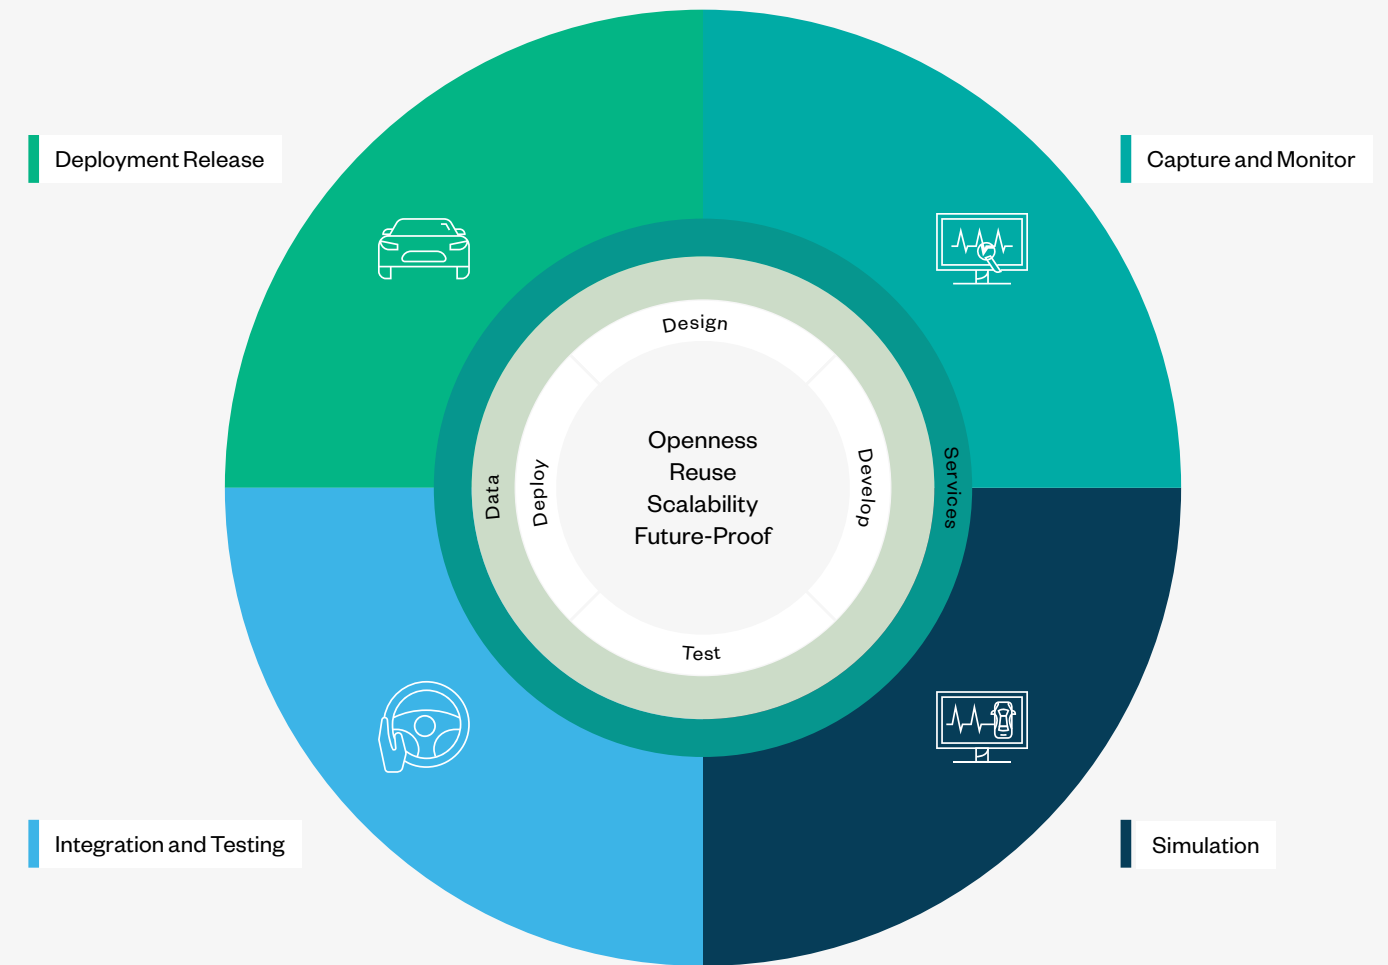 Deployment Release
Capture and Monitor
Design
Openness
Reuse
Scalability
Future-Proof
Data
Deploy
Develop
Services
Test
Integration and Testing
Simulation